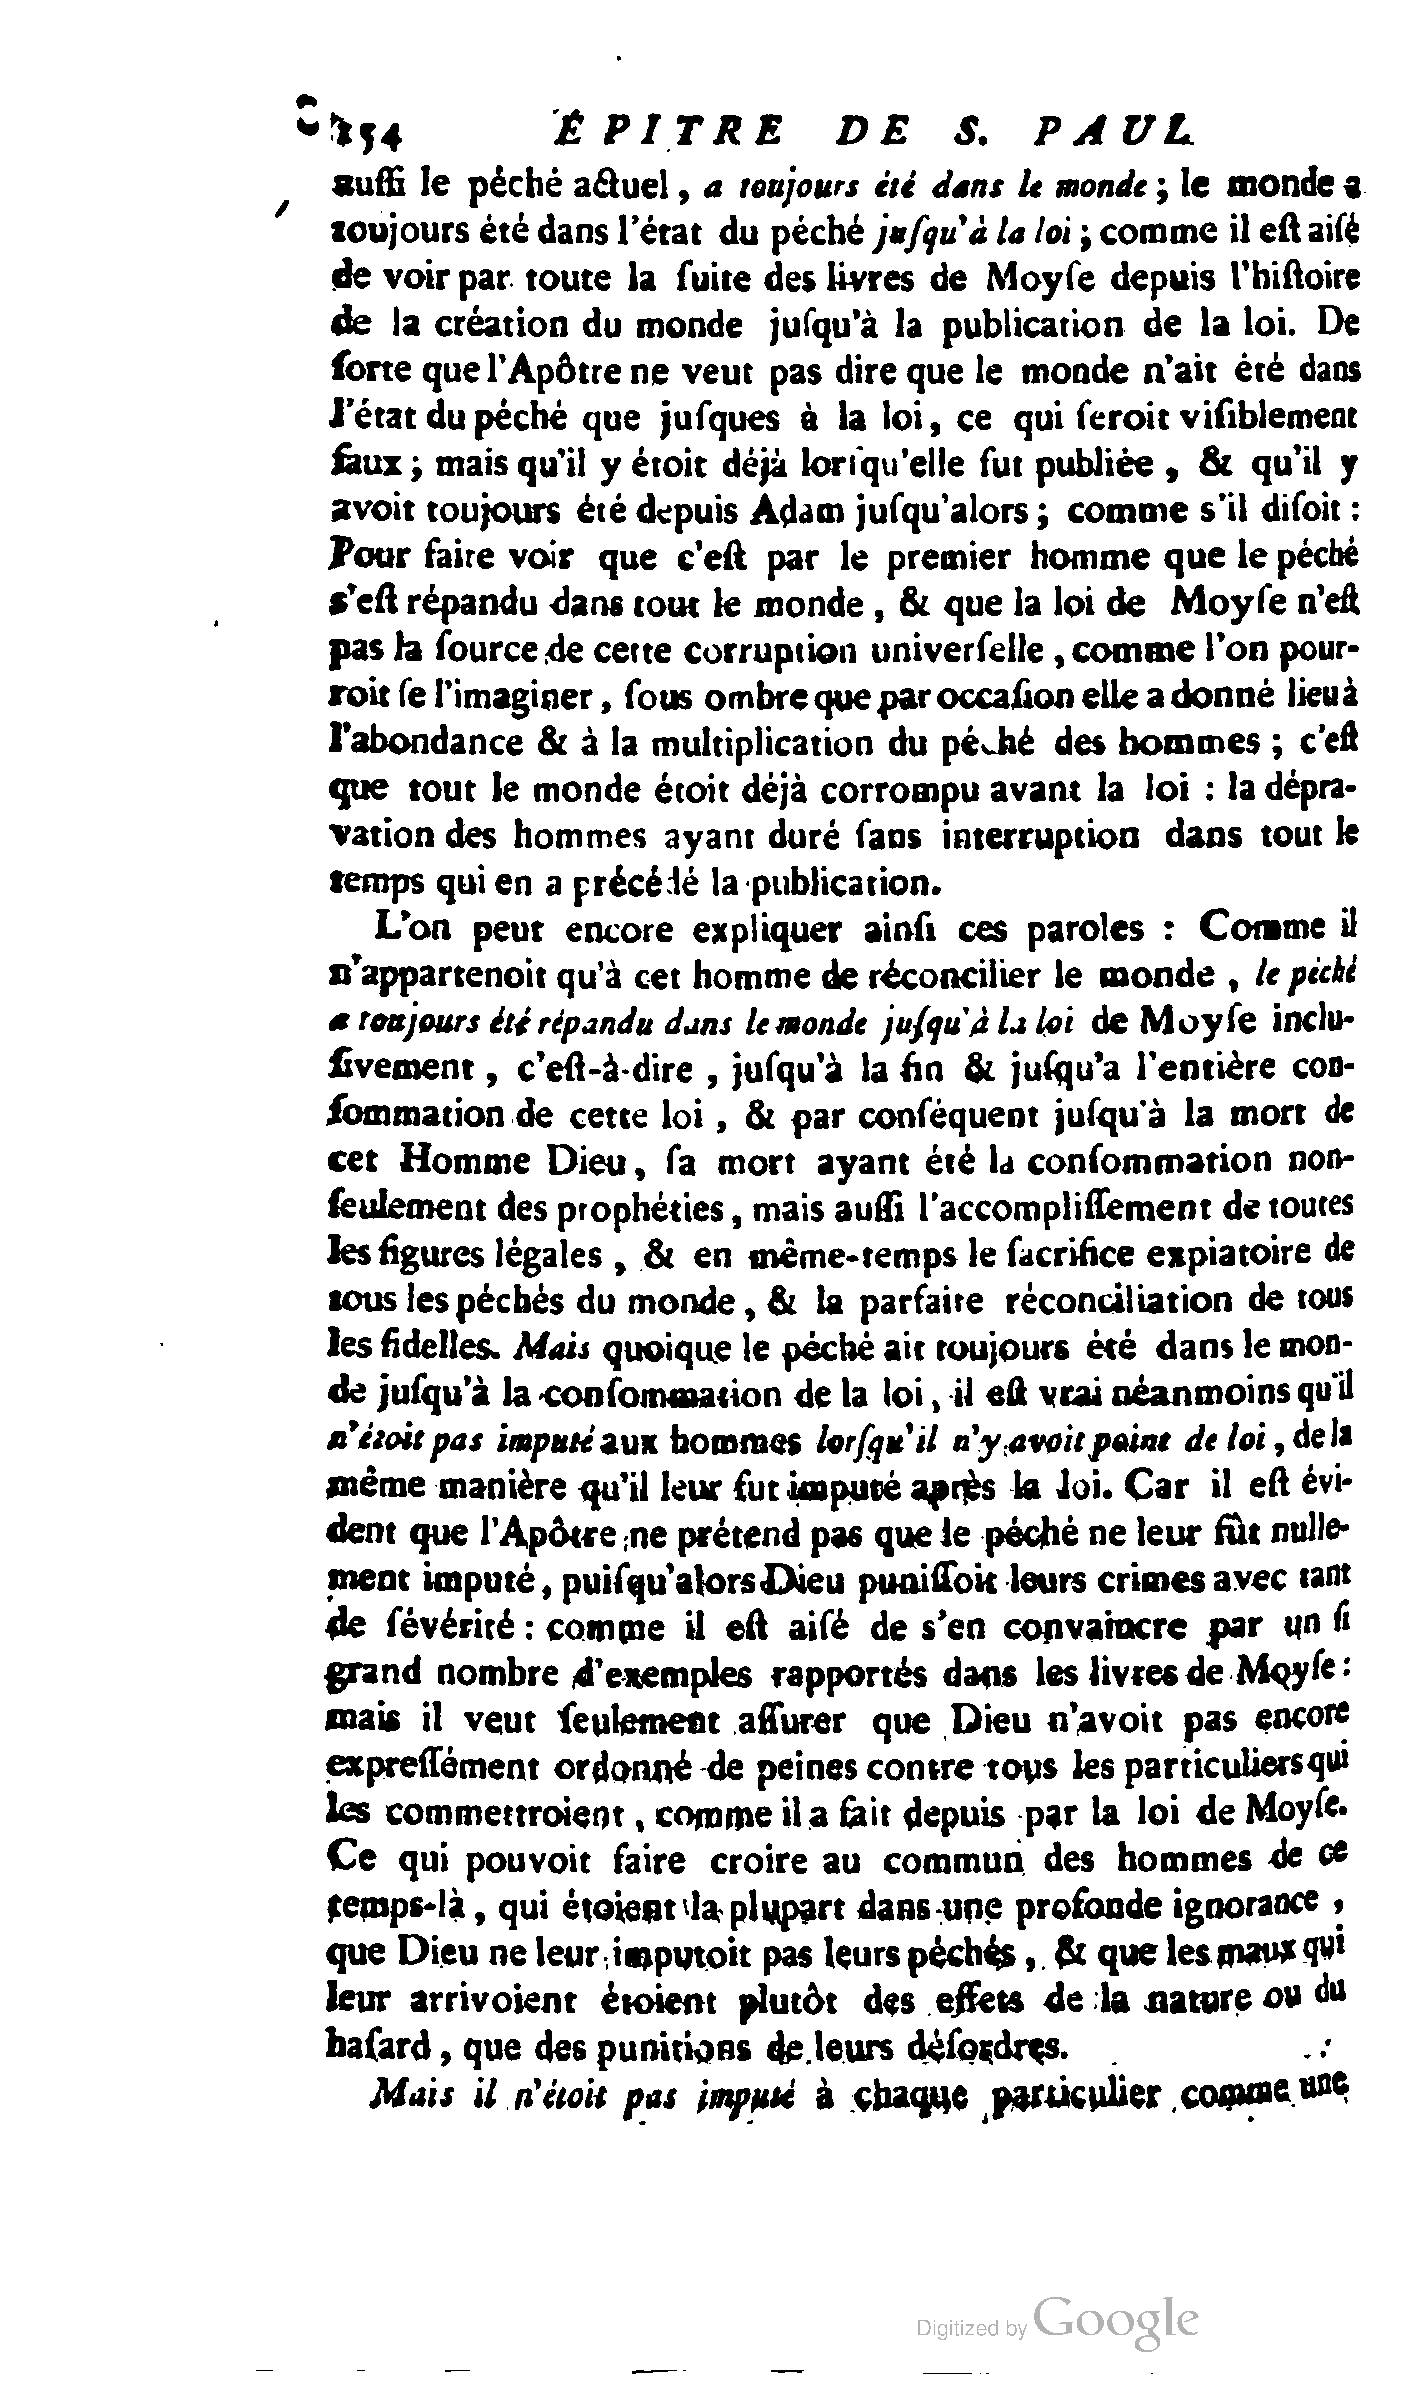 254 ÉPITRE DE S. PAUL
auſſi le péché actuel, a toujours été dans le monde; le monde a
toujours été dans l'état du péché juſqu'à la loi; comme il eſt aiſé
de voir par toute la ſuite des livres de Moyſe depuis l'hiſtoire
de la création du monde juſqu'à la publication de la loi. De
ſorte que l'Apôtre ne veut pas dire que le monde n'ait été dans
l'état du péché que juſques à la loi, ce qui ſeroit viſiblement
faux; mais qu'il y étoit déjà lorſqu'elle fut publiée, & qu'il y
avoit toujours été depuis Adam juſqu'alors; comme s'il diſoit:
Pour faire voir que c'eſt par le premier homme que le péché
s'eſt répandu dans tout le monde, & que la loi de Moyſe n'eſt
pas la ſource de cette corruption univerſelle, comme l'on pour-
roit ſe l'imaginer, ſous ombre que par occaſion elle a donné lieu à
l'abondance & à la multiplication du péché des hommes; c'eſt
que tout le monde étoit déjà corrompu avant la loi: la dépra-
vation des hommes ayant duré ſans interruption dans tout le
temps qui en a précédé la publication.
L'on peut encore expliquer ainſi ces paroles: Comme il
n'appartenoit qu'à cet homme de réconcilier le monde, le péché
a toujours été répandu dans le monde juſqu'à la loi de Moyſe inclu-
ſivement, c'eſt-à-dire, juſqu'à la fin & juſqu'a l'entière con-
ſommation de cette loi, & par conſéquent juſqu'à la mort de
cet Homme Dieu, ſa mort ayant été la conſommation non-
ſeulement des prophéties, mais auſſi l'accompliſſement de toutes
les figures légales, & en même-temps le ſacrifice expiatoire de
tous les péchés du monde, & la parfaite réconciliation de tous
les fidelles. Mais quoique le péché ait toujours été dans le mon-
de juſqu'à la conſommation de la loi, il eſt vrai néanmoins qu'il
n'étoit pas imputé aux hommes lorſqu'il n'y avoit point de loi, de la
même manière qu'il leur fut imputé après la loi. Car il eſt évi-
dent que l'Apôtre ne prétend pas que le péché ne leur fût nulle-
ment imputé, puiſqu'alors Dieu puniſſoit leurs crimes avec tant
de ſévérité: comme il eſt aiſé de s'en convaincre par un ſi
grand nombre d'exemples rapportés dans les livres de Moyſe:
mais il veut ſeulement aſſurer que Dieu n'avoit pas encore
expreſſément ordonné de peines contre tous les particuliers qui
les commettroient, comme il a fait depuis par la loi de Moyſe.
Ce qui pouvoit faire croire au commun des hommes de ce
temps-là, qui étoient la plupart dans une profonde ignorance,
que Dieu ne leur imputoit pas leurs péchés, & que les maux qui
leur arrivoient étoient plutôt des effets de la nature ou du
haſard, que des punitions de leurs déſordres.
Mais il n'étoit pas imputé à chaque particulier comme une
Digitized by Google